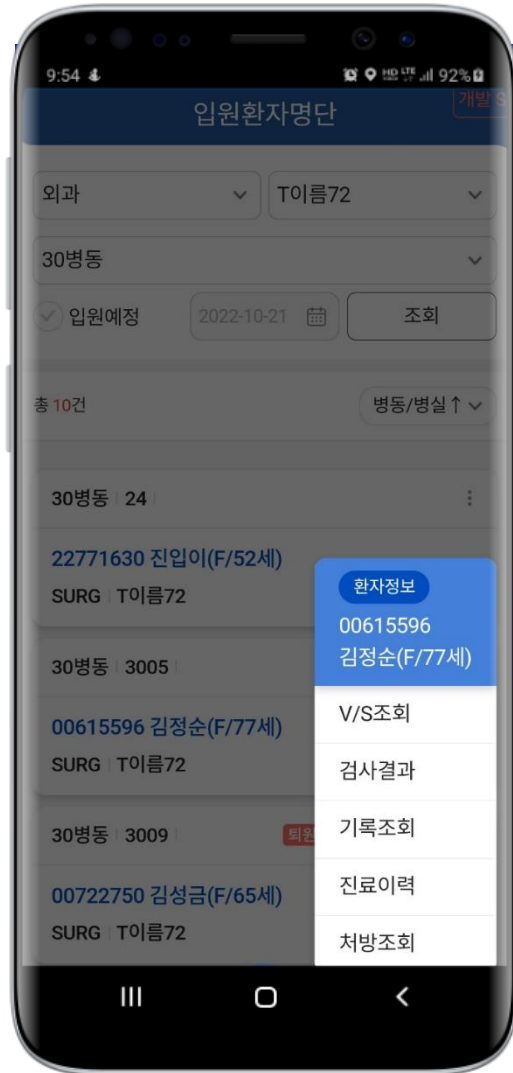 9:54
92%
개발 S
입원환자명단
외과
T이름72
30병동
입원예정
2022-10-21
조회
총 10건
병동/병실↑
30병동 24
22771630 진입이(F/52세)
SURG T이름72
30병동 3005
00615596 김정순(F/77세)
SURG T이름72
30병동 3009
퇴원
00722750 김성금(F/65세)
SURG T이름72
환자정보
00615596
김정순(F/77세)
V/S조회
검사결과
기록조회
진료이력
처방조회